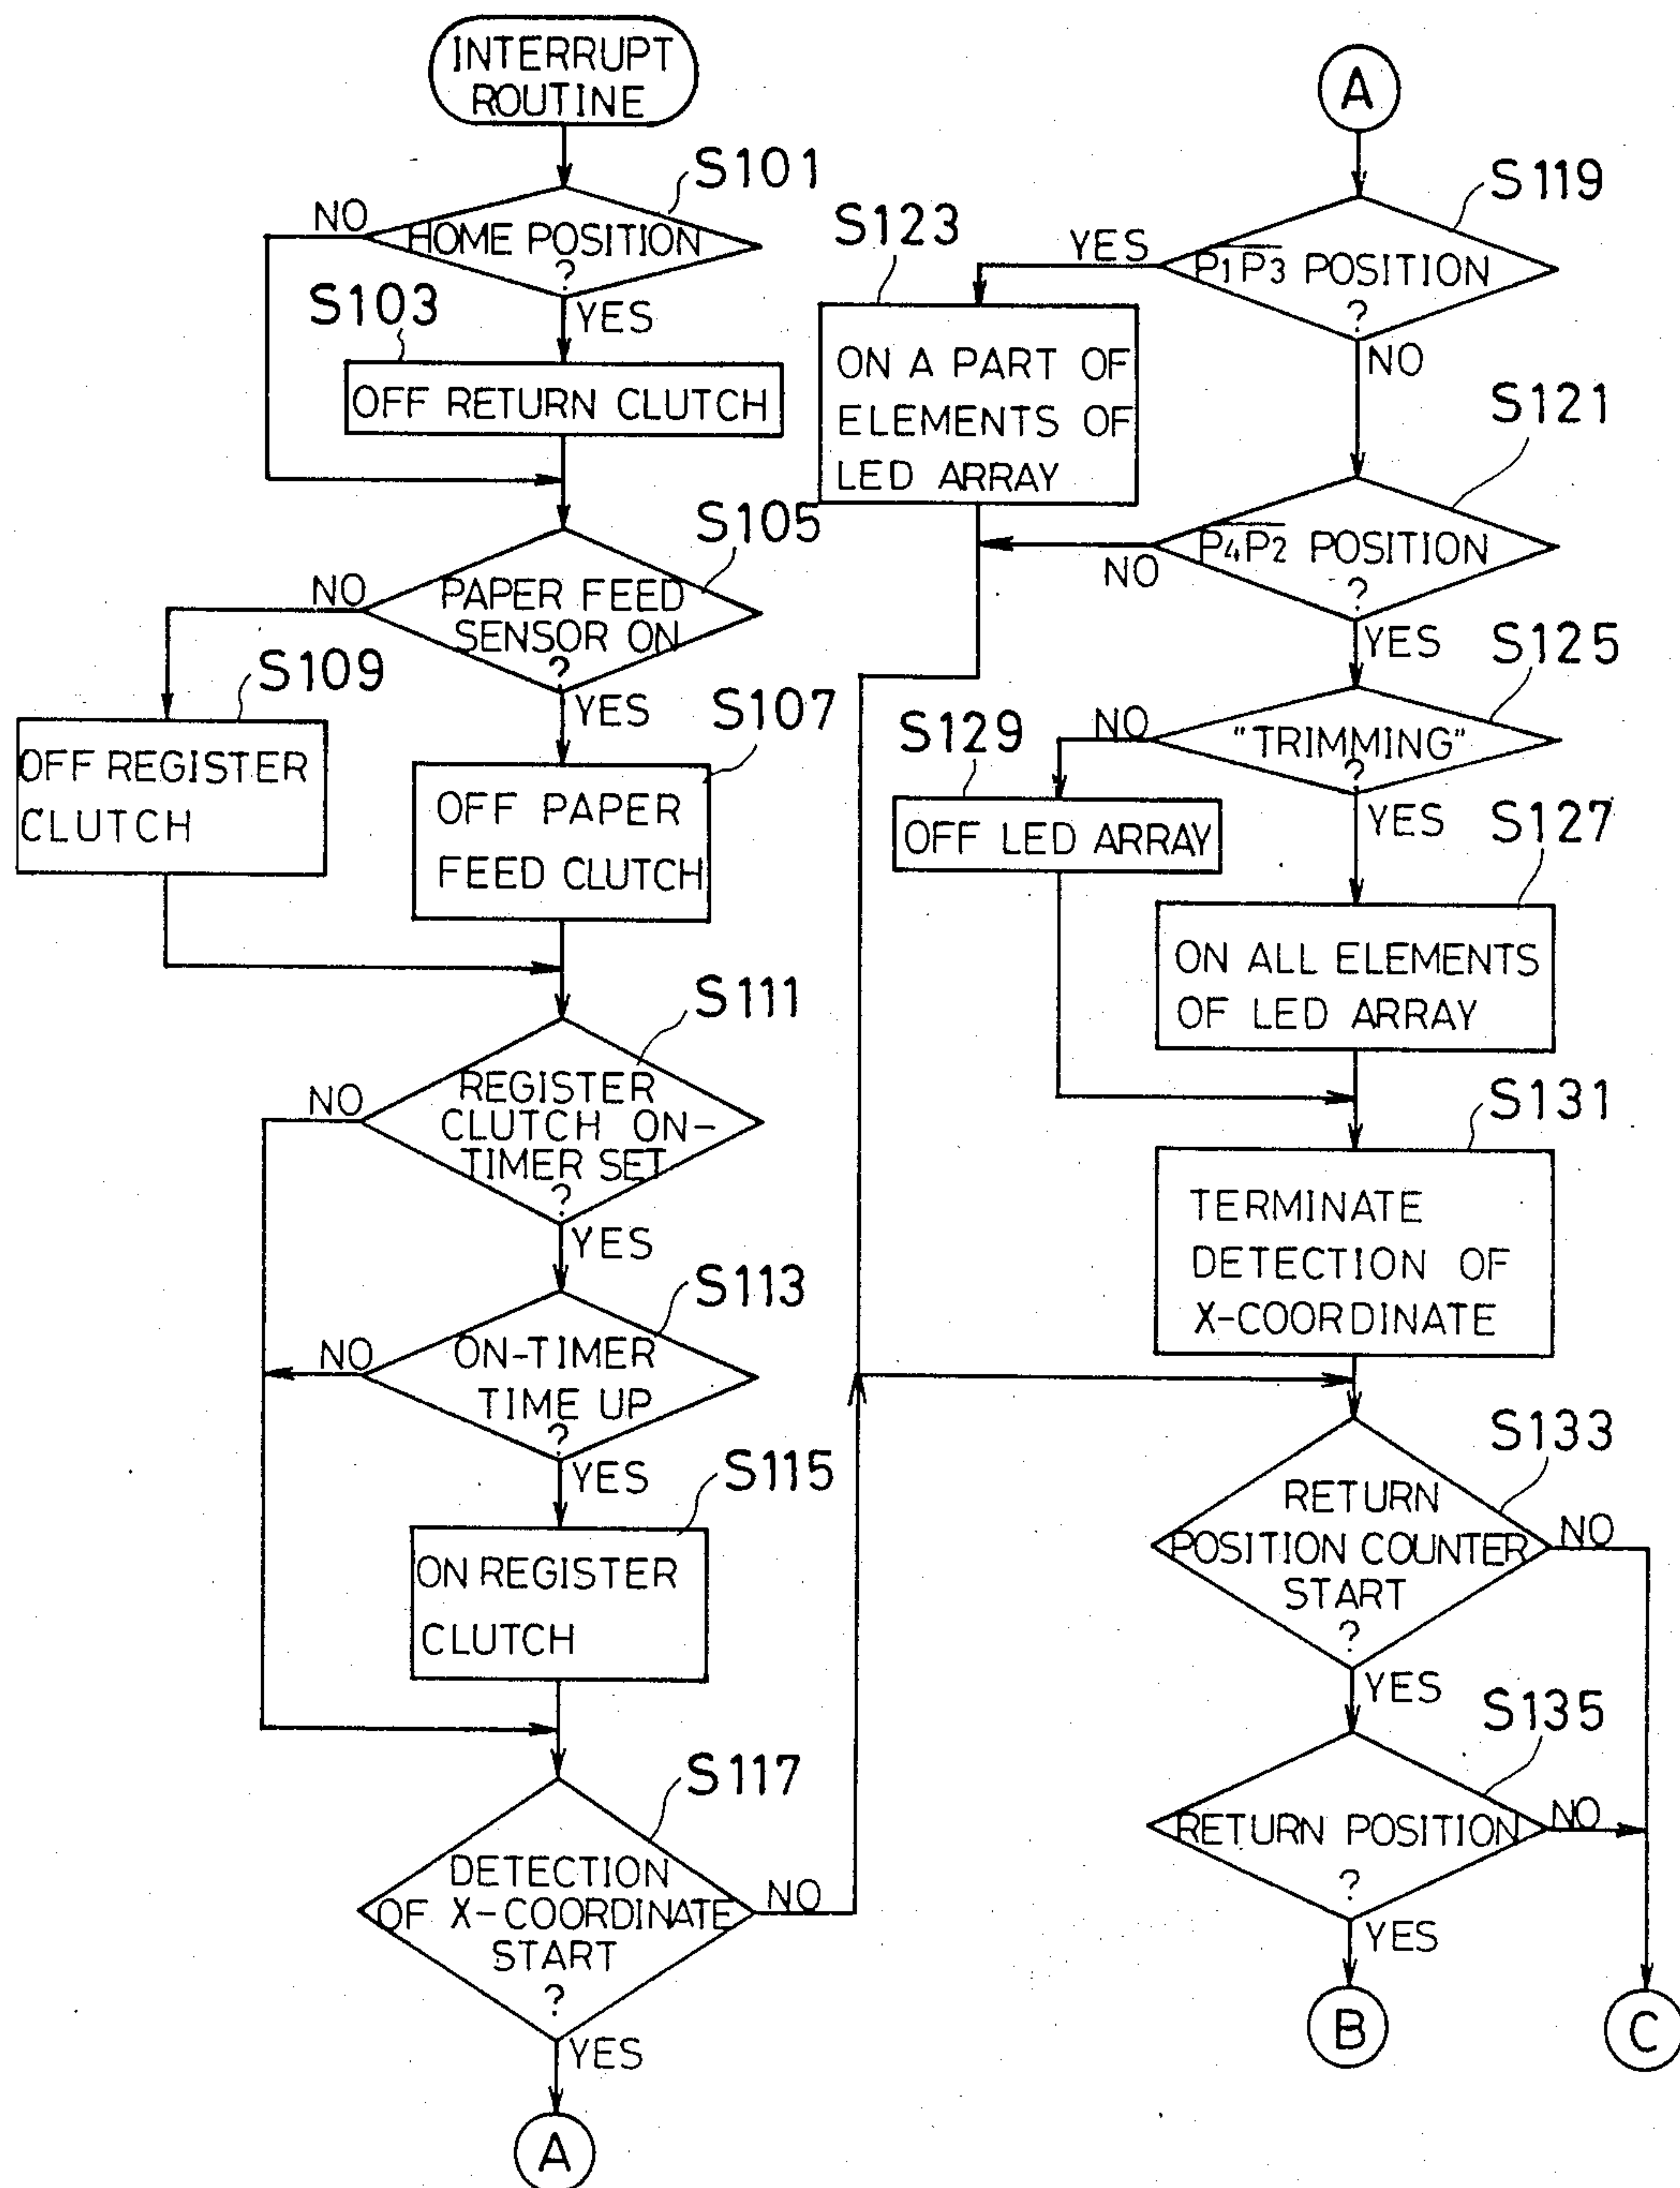 INTERRUPT
ROUTINE
S101
NO
HOME POSITION
?
YES
S103
OFF RETURN CLUTCH
S105
NO
PAPER FEED
SENSOR ON
?
YES
S109
OFF REGISTER
CLUTCH
S107
OFF PAPER
FEED CLUTCH
S111
NO
REGISTER
CLUTCH ON-
TIMER SET
?
YES
S113
NO
ON-TIMER
TIME UP
?
YES
S115
ON REGISTER
CLUTCH
S117
DETECTION
OF X-COORDINATE
START
?
NO
YES
A
A
S119
YES
P̅1̅P̅3̅ POSITION
?
NO
S123
ON A PART OF
ELEMENTS OF
LED ARRAY
S121
P̅4̅P̅2̅ POSITION
?
NO
YES
S125
NO
"TRIMMING"
?
YES
S129
OFF LED ARRAY
S127
ON ALL ELEMENTS
OF LED ARRAY
S131
TERMINATE
DETECTION OF
X-COORDINATE
S133
RETURN
POSITION COUNTER
START
?
NO
YES
S135
RETURN POSITION
?
NO
YES
B
C